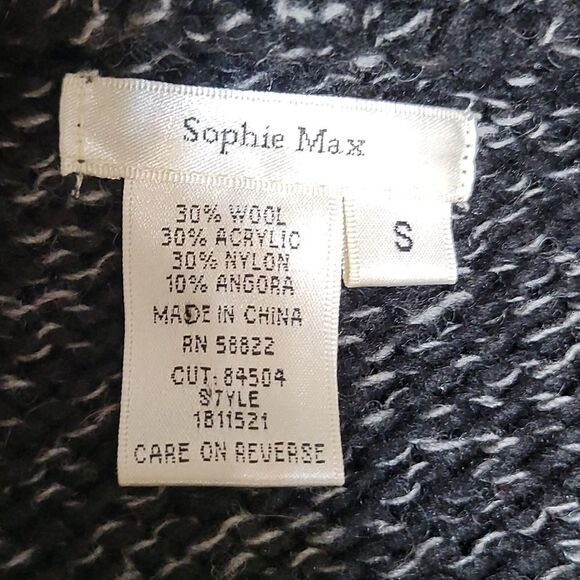 Sophie Max
S
30% WOOL
30% ACRYLIC
30% NYLON
10% ANGORA
MADE IN CHINA
RN 58822
CUT: 84504
STYLE
1B11521
CARE ON REVERSE